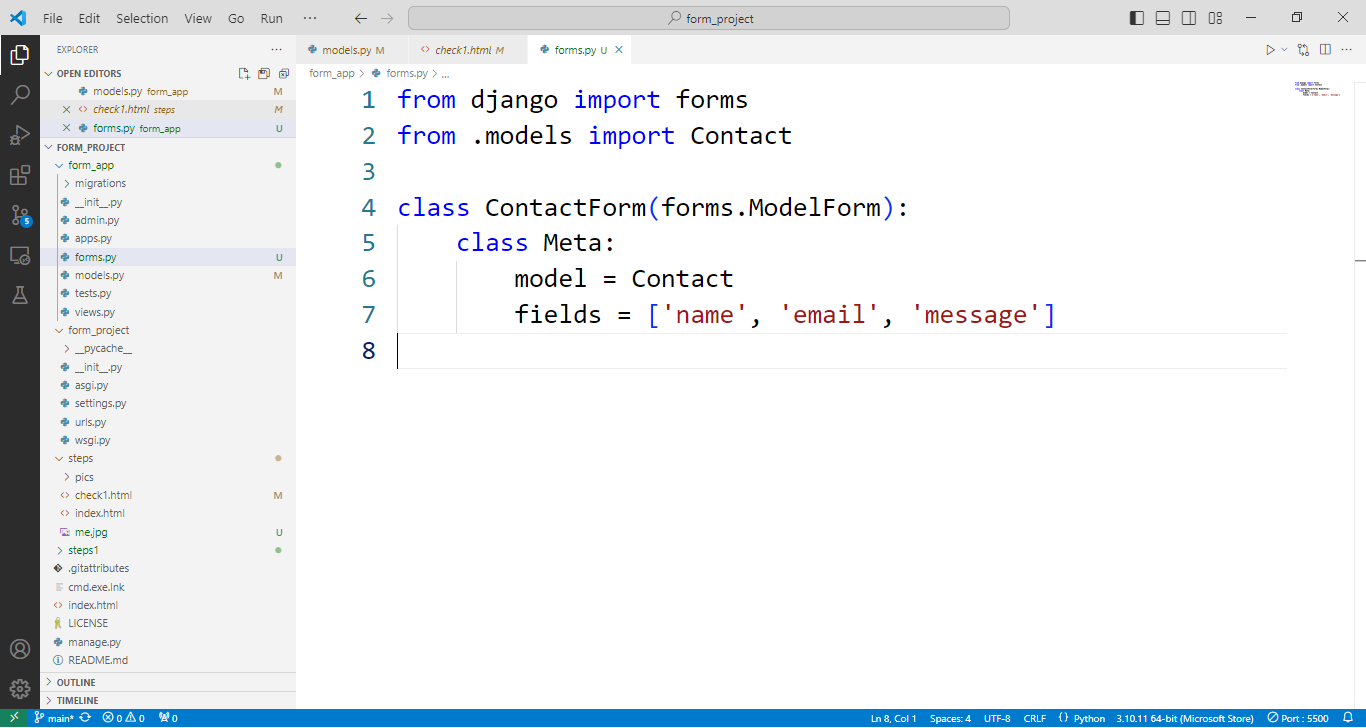 File Edit Selection View Go Run ··· form_project
EXPLORER ···
models.py M check1.html M forms.py U
OPEN EDITORS
form_app > forms.py > ...
models.py form_app M
check1.html steps M
forms.py form_app U
FORM_PROJECT
form_app
migrations
__init__.py
admin.py
apps.py
forms.py U
models.py M
tests.py
views.py
form_project
__pycache__
__init__.py
asgi.py
settings.py
urls.py
wsgi.py
steps
pics
check1.html M
index.html
me.jpg U
steps1
.gitattributes
cmd.exe.lnk
index.html
LICENSE
manage.py
README.md
OUTLINE
TIMELINE
1 from django import forms
2 from .models import Contact
3
4 class ContactForm(forms.ModelForm):
5 class Meta:
6 model = Contact
7 fields = ['name', 'email', 'message']
8
5
main* 0 0 0 Ln 8, Col 1 Spaces: 4 UTF-8 CRLF Python 3.10.11 64-bit (Microsoft Store) Port : 5500